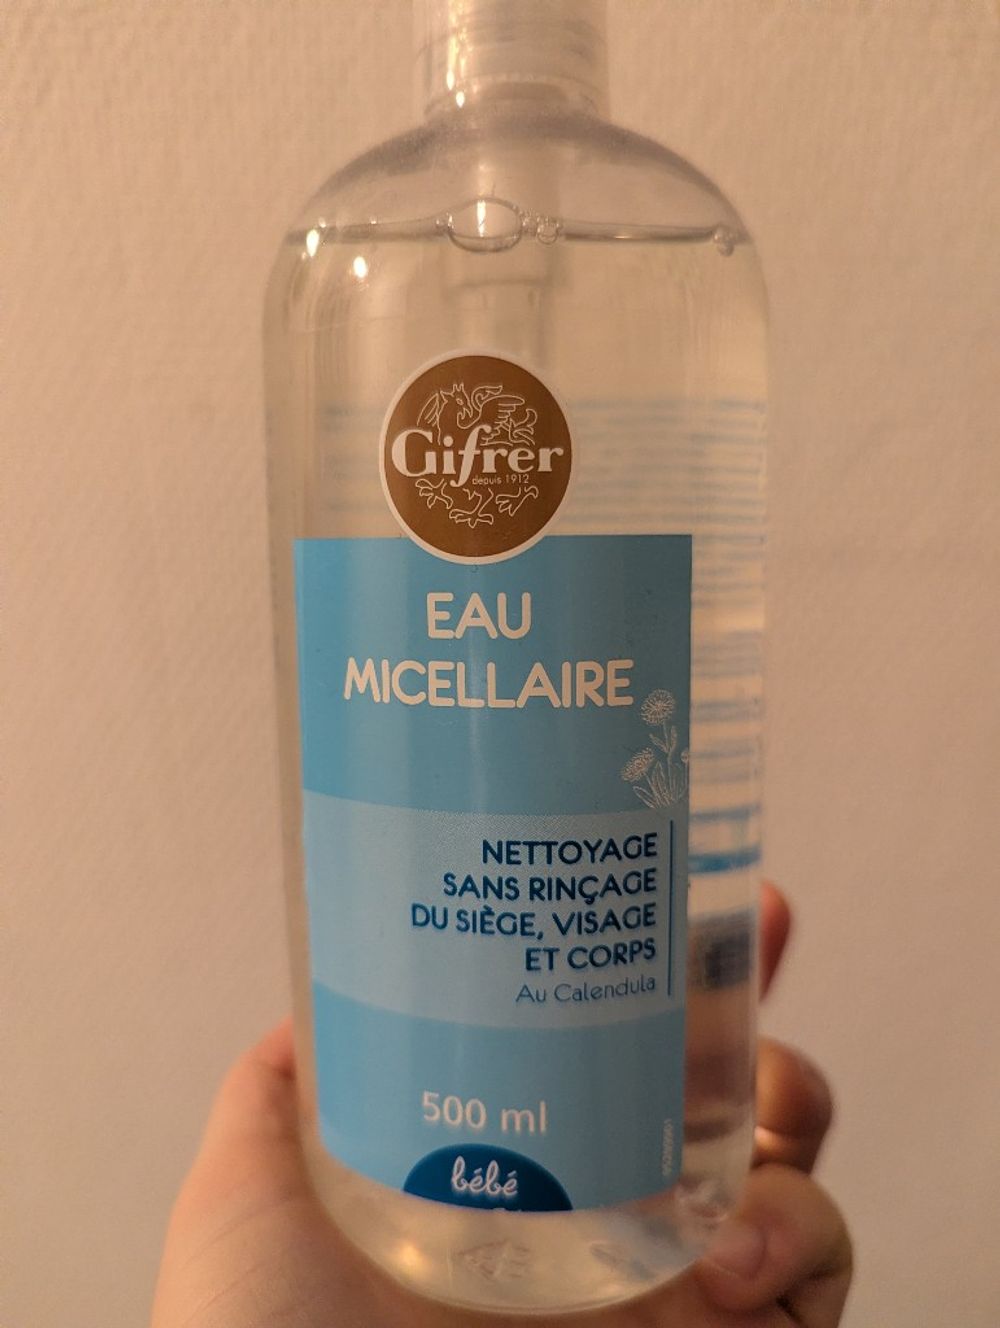 Gifrer
depuis 1912
EAU
MICELLAIRE
NETTOYAGE
SANS RINÇAGE
DU SIÈGE, VISAGE
ET CORPS
Au Calendula
500 ml
bébé